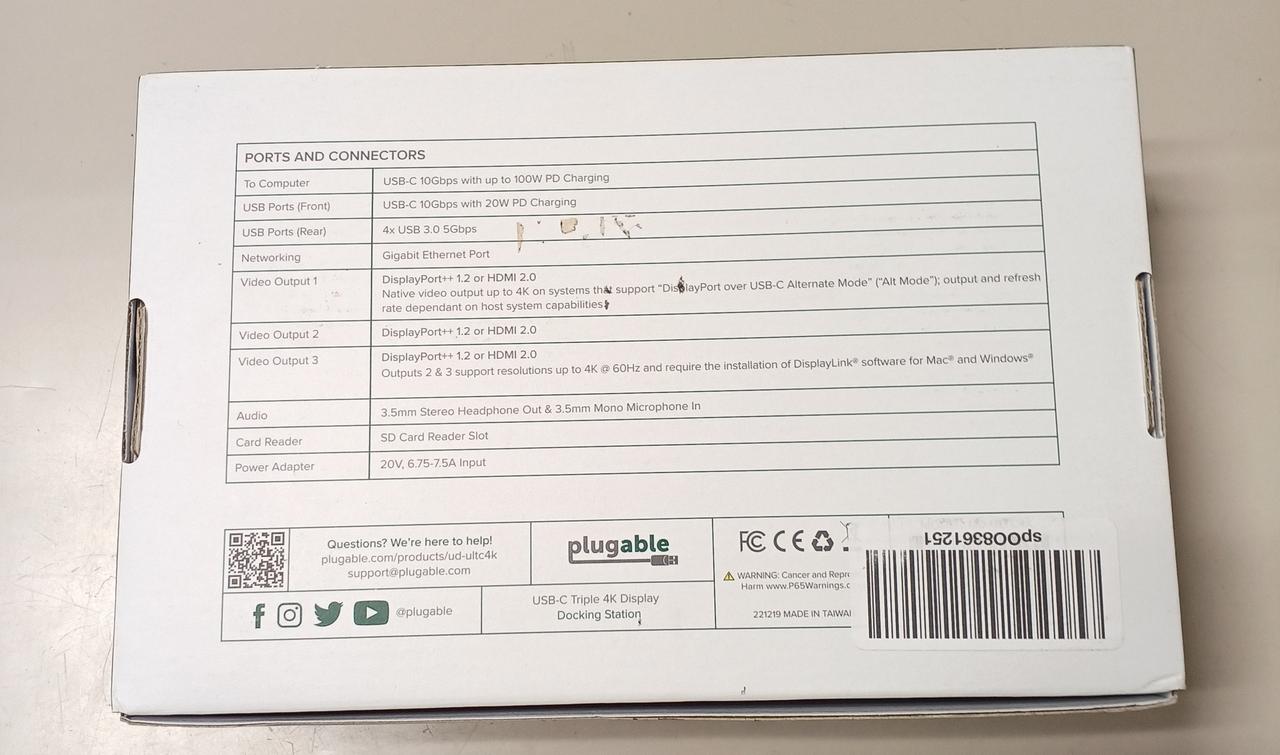 PORTS AND CONNECTORS
To Computer USB-C 10Gbps with up to 100W PD Charging
USB Ports (Front) USB-C 10Gbps with 20W PD Charging
USB Ports (Rear) 4x USB 3.0 5Gbps
Networking Gigabit Ethernet Port
Video Output 1 DisplayPort++ 1.2 or HDMI 2.0
Native video output up to 4K on systems that support “DisplayPort over USB-C Alternate Mode” (“Alt Mode”); output and refresh
rate dependant on host system capabilities
Video Output 2 DisplayPort++ 1.2 or HDMI 2.0
Video Output 3 DisplayPort++ 1.2 or HDMI 2.0
Outputs 2 & 3 support resolutions up to 4K @ 60Hz and require the installation of DisplayLink® software for Mac® and Windows®
Audio 3.5mm Stereo Headphone Out & 3.5mm Mono Microphone In
Card Reader SD Card Reader Slot
Power Adapter 20V, 6.75-7.5A Input
Questions? We're here to help!
plugable.com/products/ud-ultc4k
support@plugable.com
@plugable
plugable
USB-C Triple 4K Display
Docking Station
FC CE
WARNING: Cancer and Repr
Harm www.P65Warnings.c
221219 MADE IN TAIWA
sp008361251